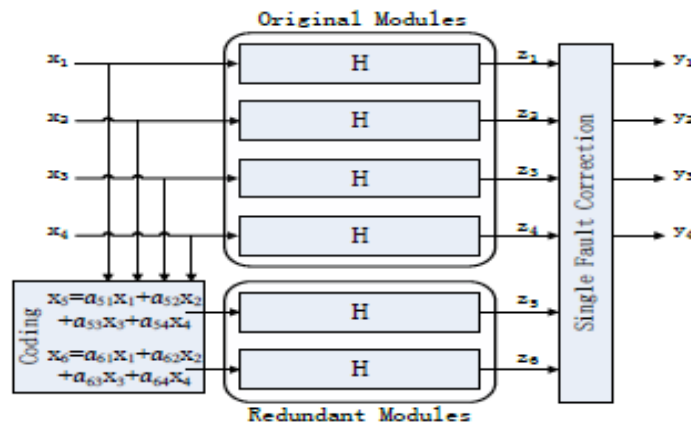 Original Modules
x₁ H z₁ y₁
x₂ H z₂ y₂
x₃ H z₃ y₃
x₄ H z₄ y₄
Single Fault Correction
Coding
x₅=a₅₁x₁+a₅₂x₂
+a₅₃x₃+a₅₄x₄
H z₅
x₆=a₆₁x₁+a₆₂x₂
+a₆₃x₃+a₆₄x₄
H z₆
Redundant Modules